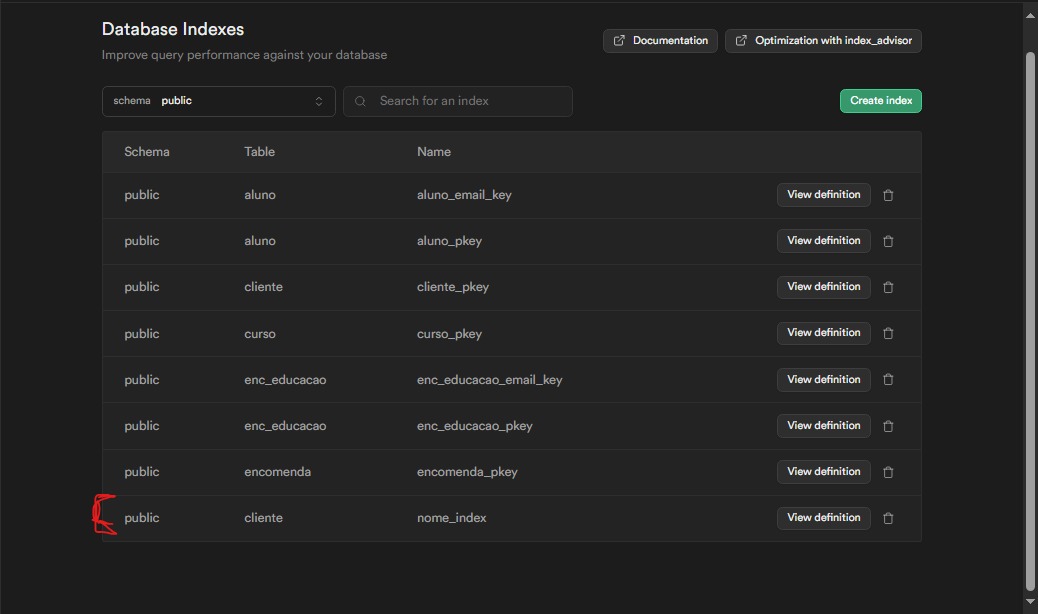 Database Indexes
Improve query performance against your database
Documentation
Optimization with index_advisor
schema public
Search for an index
Create index
Schema Table Name
public aluno aluno_email_key View definition
public aluno aluno_pkey View definition
public cliente cliente_pkey View definition
public curso curso_pkey View definition
public enc_educacao enc_educacao_email_key View definition
public enc_educacao enc_educacao_pkey View definition
public encomenda encomenda_pkey View definition
public cliente nome_index View definition